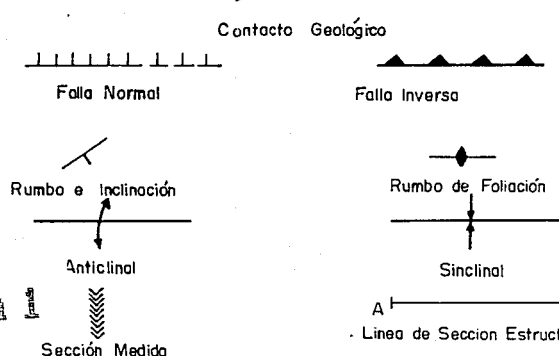 Contacto Geológico
Falla Normal
Falla Inversa
Rumbo e Inclinación
Rumbo de Foliación
Anticlinal
Sinclinal
A
Sección Medida
Linea de Seccion Estruct